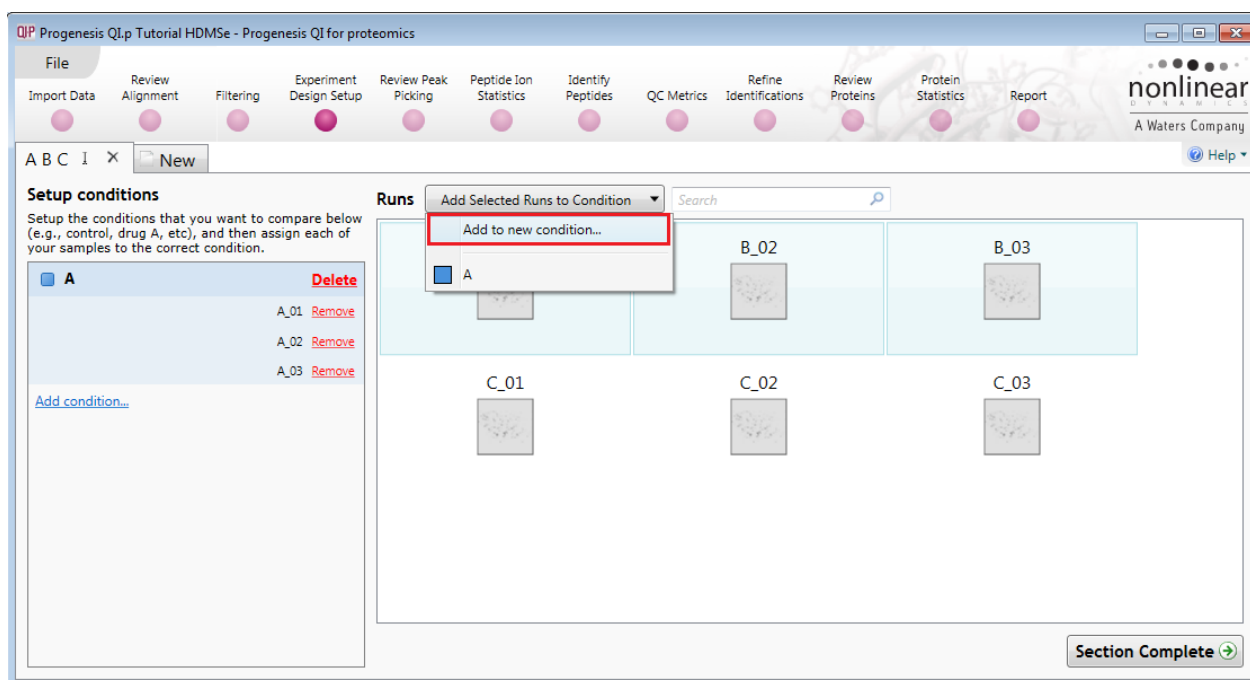 QIP Progenesis QI.p Tutorial HDMSe - Progenesis QI for proteomics
File
Import Data
Review
Alignment
Filtering
Experiment
Design Setup
Review Peak
Picking
Peptide Ion
Statistics
Identify
Peptides
QC Metrics
Refine
Identifications
Review
Proteins
Protein
Statistics
Report
nonlinear
DYNAMICS
A Waters Company
A B C
New
Help
Setup conditions
Setup the conditions that you want to compare below
(e.g., control, drug A, etc), and then assign each of
your samples to the correct condition.
A Delete
A_01 Remove
A_02 Remove
A_03 Remove
Add condition...
Runs Add Selected Runs to Condition Search
Add to new condition...
A
B_02 B_03
C_01 C_02 C_03
Section Complete